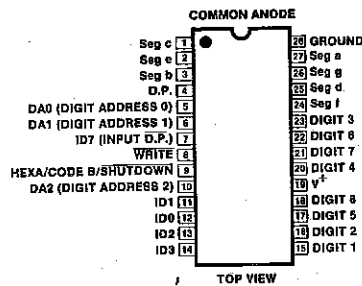 COMMON ANODE
Seg c 1
Seg e 2
Seg b 3
D.P. 4
DA0 (DIGIT ADDRESS 0) 5
DA1 (DIGIT ADDRESS 1) 6
ID7 (INPUT D.P.) 7
WRITE 8
HEXA/CODE B/SHUTDOWN 9
DA2 (DIGIT ADDRESS 2) 10
ID1 11
ID0 12
ID2 13
ID3 14
28 GROUND
27 Seg a
26 Seg g
25 Seg d
24 Seg f
23 DIGIT 3
22 DIGIT 6
21 DIGIT 7
20 DIGIT 4
19 V+
18 DIGIT 8
17 DIGIT 5
16 DIGIT 2
15 DIGIT 1
TOP VIEW